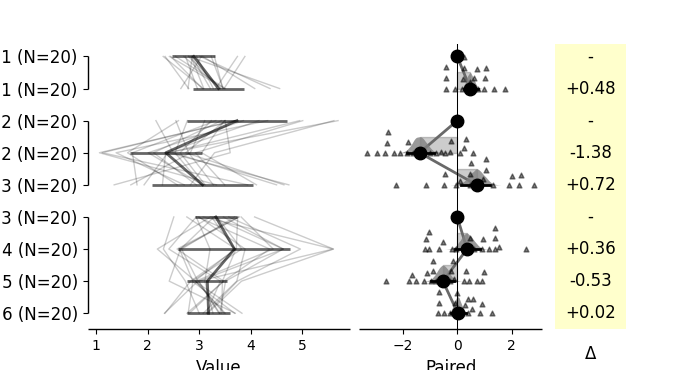 1 (N=20) -
1 (N=20) +0.48
2 (N=20) -
2 (N=20) -1.38
3 (N=20) +0.72
3 (N=20) -
4 (N=20) +0.36
5 (N=20) -0.53
6 (N=20) +0.02
1 2 3 4 5 −2 0 2 Δ
Value Paired